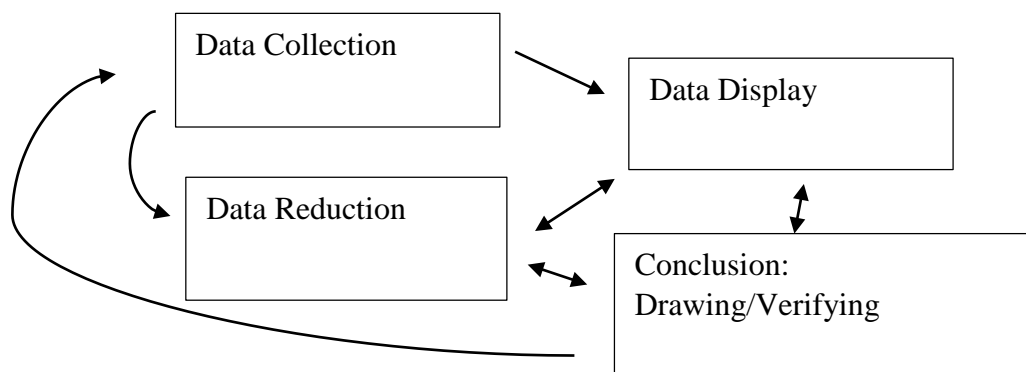 Data Collection
Data Display
Data Reduction
Conclusion:
Drawing/Verifying